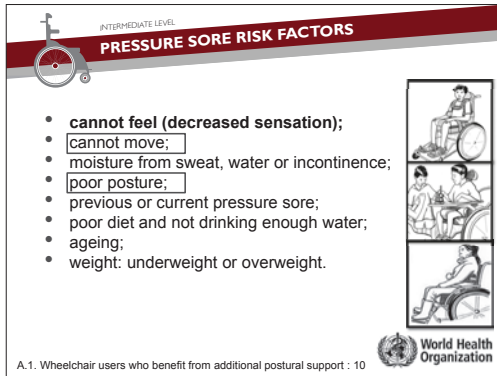 INTERMEDIATE LEVEL
PRESSURE SORE RISK FACTORS
• cannot feel (decreased sensation);
• cannot move;
• moisture from sweat, water or incontinence;
• poor posture;
• previous or current pressure sore;
• poor diet and not drinking enough water;
• ageing;
• weight: underweight or overweight.
World Health
Organization
A.1. Wheelchair users who benefit from additional postural support : 10